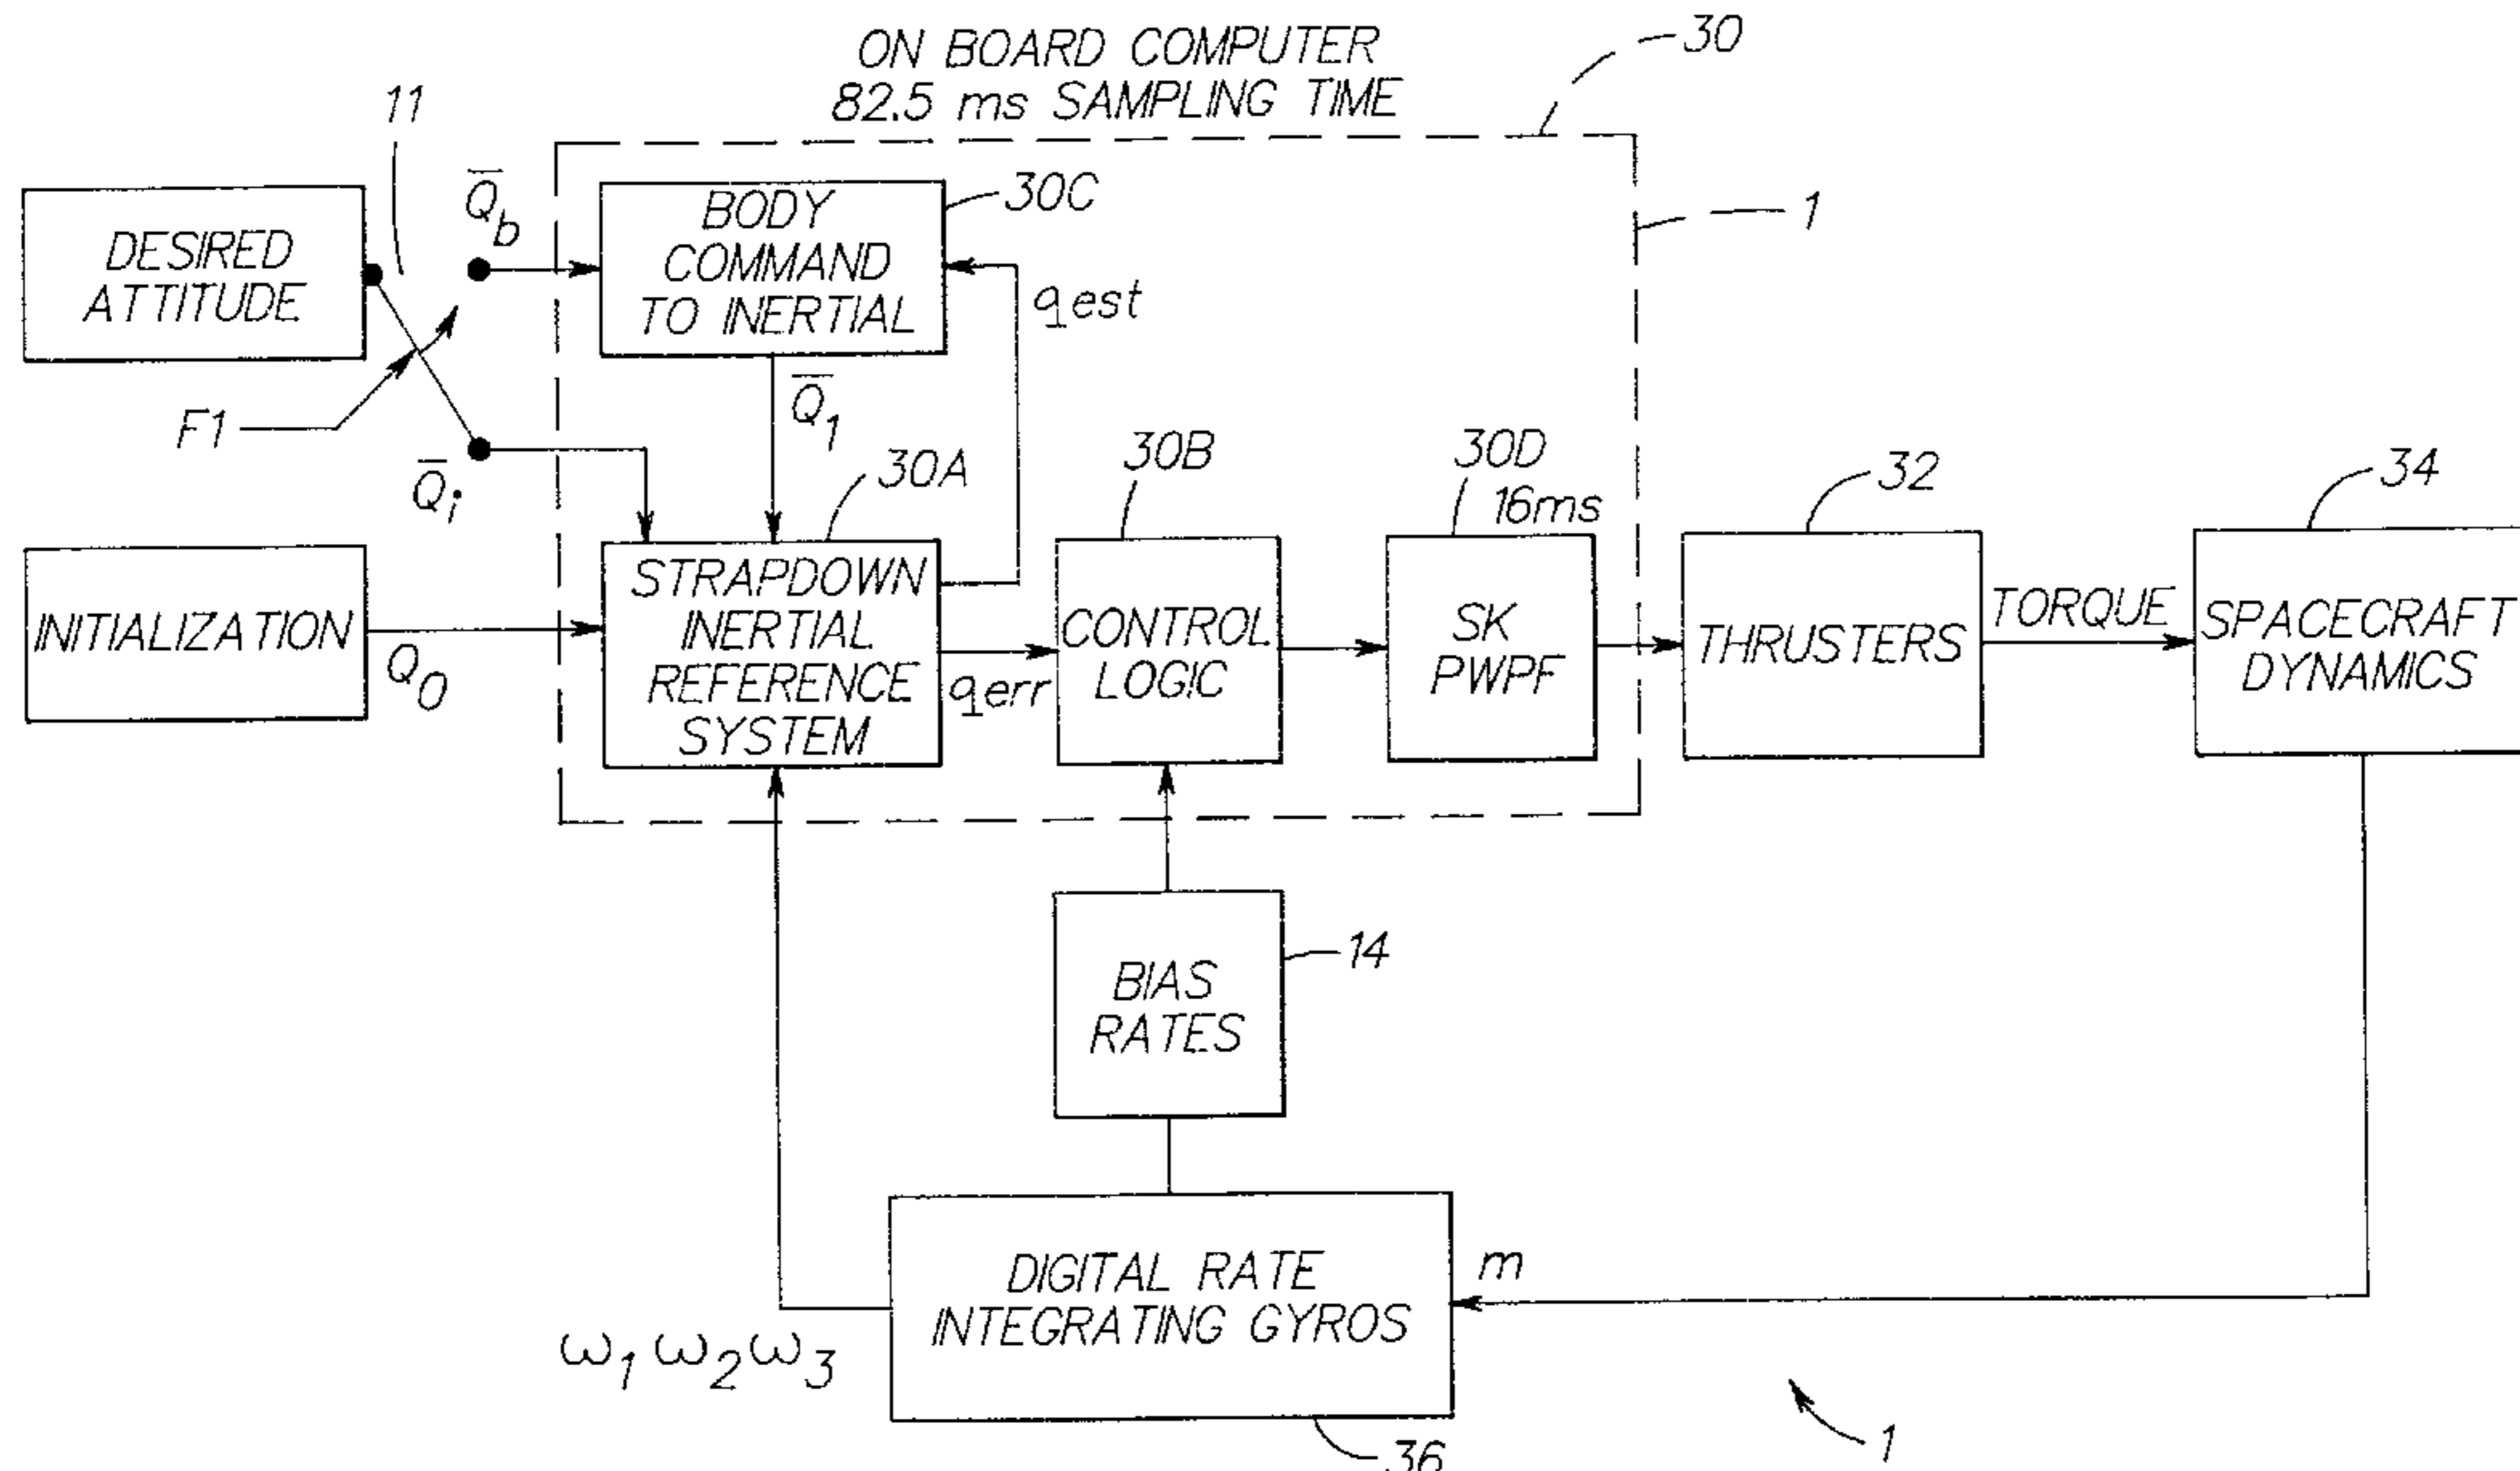 ON BOARD COMPUTER
82.5 ms SAMPLING TIME
30
11
Q̅b
BODY
COMMAND
TO INERTIAL
30C
1
DESIRED
ATTITUDE
qest
F1
Q̅1
Q̅i
30A
30B
30D
16ms
32
34
INITIALIZATION
Q0
STRAPDOWN
INERTIAL
REFERENCE
SYSTEM
qerr
CONTROL
LOGIC
SK
PWPF
THRUSTERS
TORQUE
SPACECRAFT
DYNAMICS
BIAS
RATES
14
DIGITAL RATE
INTEGRATING GYROS
m
ω1 ω2 ω3
36
1